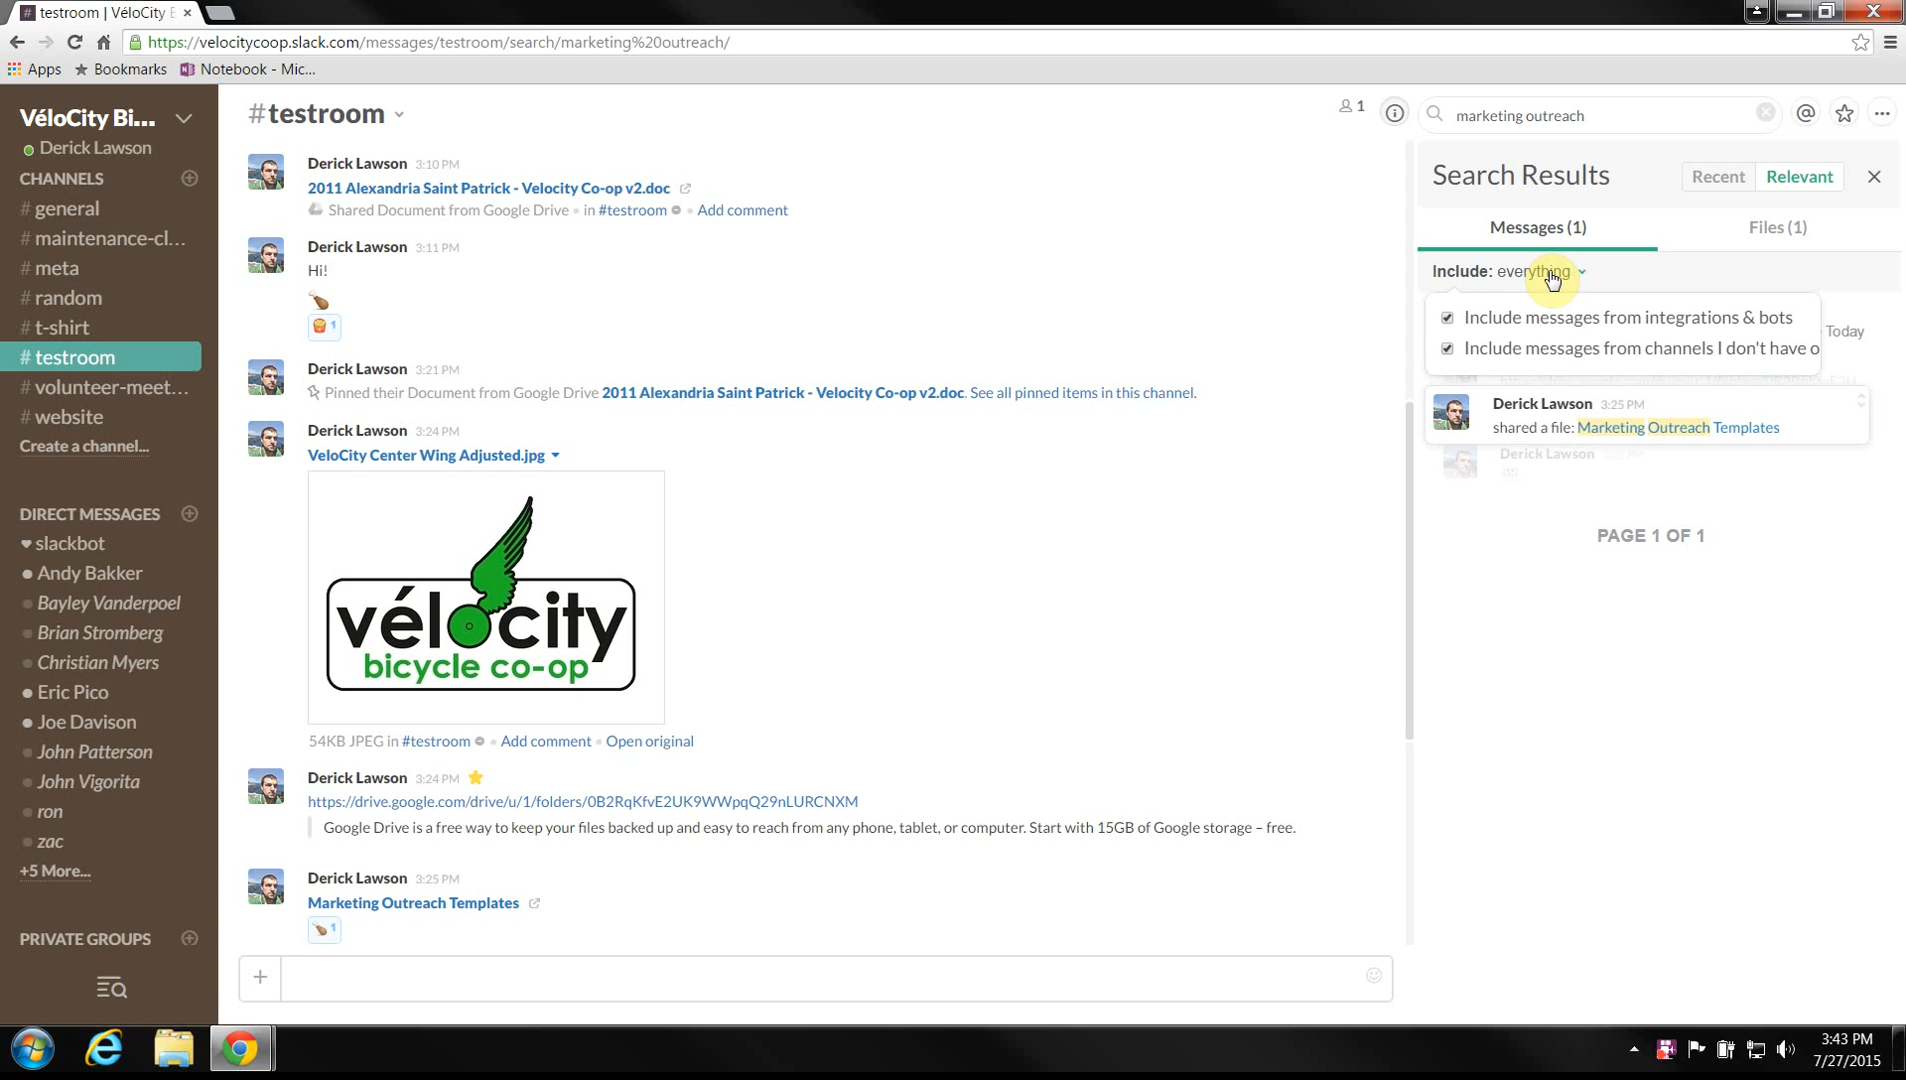 testroom | VéloCity B
https://velocitycoop.slack.com/messages/testroom/search/marketing%20outreach/
Apps Bookmarks Notebook - Mic...
VéloCity Bi...
Derick Lawson
CHANNELS
# general
# maintenance-cl...
# meta
# random
# t-shirt
# testroom
# volunteer-meet...
# website
Create a channel...
DIRECT MESSAGES
slackbot
Andy Bakker
Bayley Vanderpoel
Brian Stromberg
Christian Myers
Eric Pico
Joe Davison
John Patterson
John Vigorita
ron
zac
+5 More...
PRIVATE GROUPS
#testroom
1
Derick Lawson 3:10 PM
2011 Alexandria Saint Patrick - Velocity Co-op v2.doc
Shared Document from Google Drive • in #testroom • Add comment
Derick Lawson 3:11 PM
Hi!
1
Derick Lawson 3:21 PM
Pinned their Document from Google Drive 2011 Alexandria Saint Patrick - Velocity Co-op v2.doc. See all pinned items in this channel.
Derick Lawson 3:24 PM
VeloCity Center Wing Adjusted.jpg
vélocity
bicycle co-op
54KB JPEG in #testroom • Add comment • Open original
Derick Lawson 3:24 PM
https://drive.google.com/drive/u/1/folders/0B2RqKfvE2UK9WWpqQ29nLURCNXM
Google Drive is a free way to keep your files backed up and easy to reach from any phone, tablet, or computer. Start with 15GB of Google storage – free.
Derick Lawson 3:25 PM
Marketing Outreach Templates
1
marketing outreach
Search Results
Recent Relevant
Messages (1) Files (1)
Include: everything
Include messages from integrations & bots
Include messages from channels I don't have o
Today
Derick Lawson 3:25 PM
shared a file: Marketing Outreach Templates
Derick Lawson
PAGE 1 OF 1
3:43 PM
7/27/2015